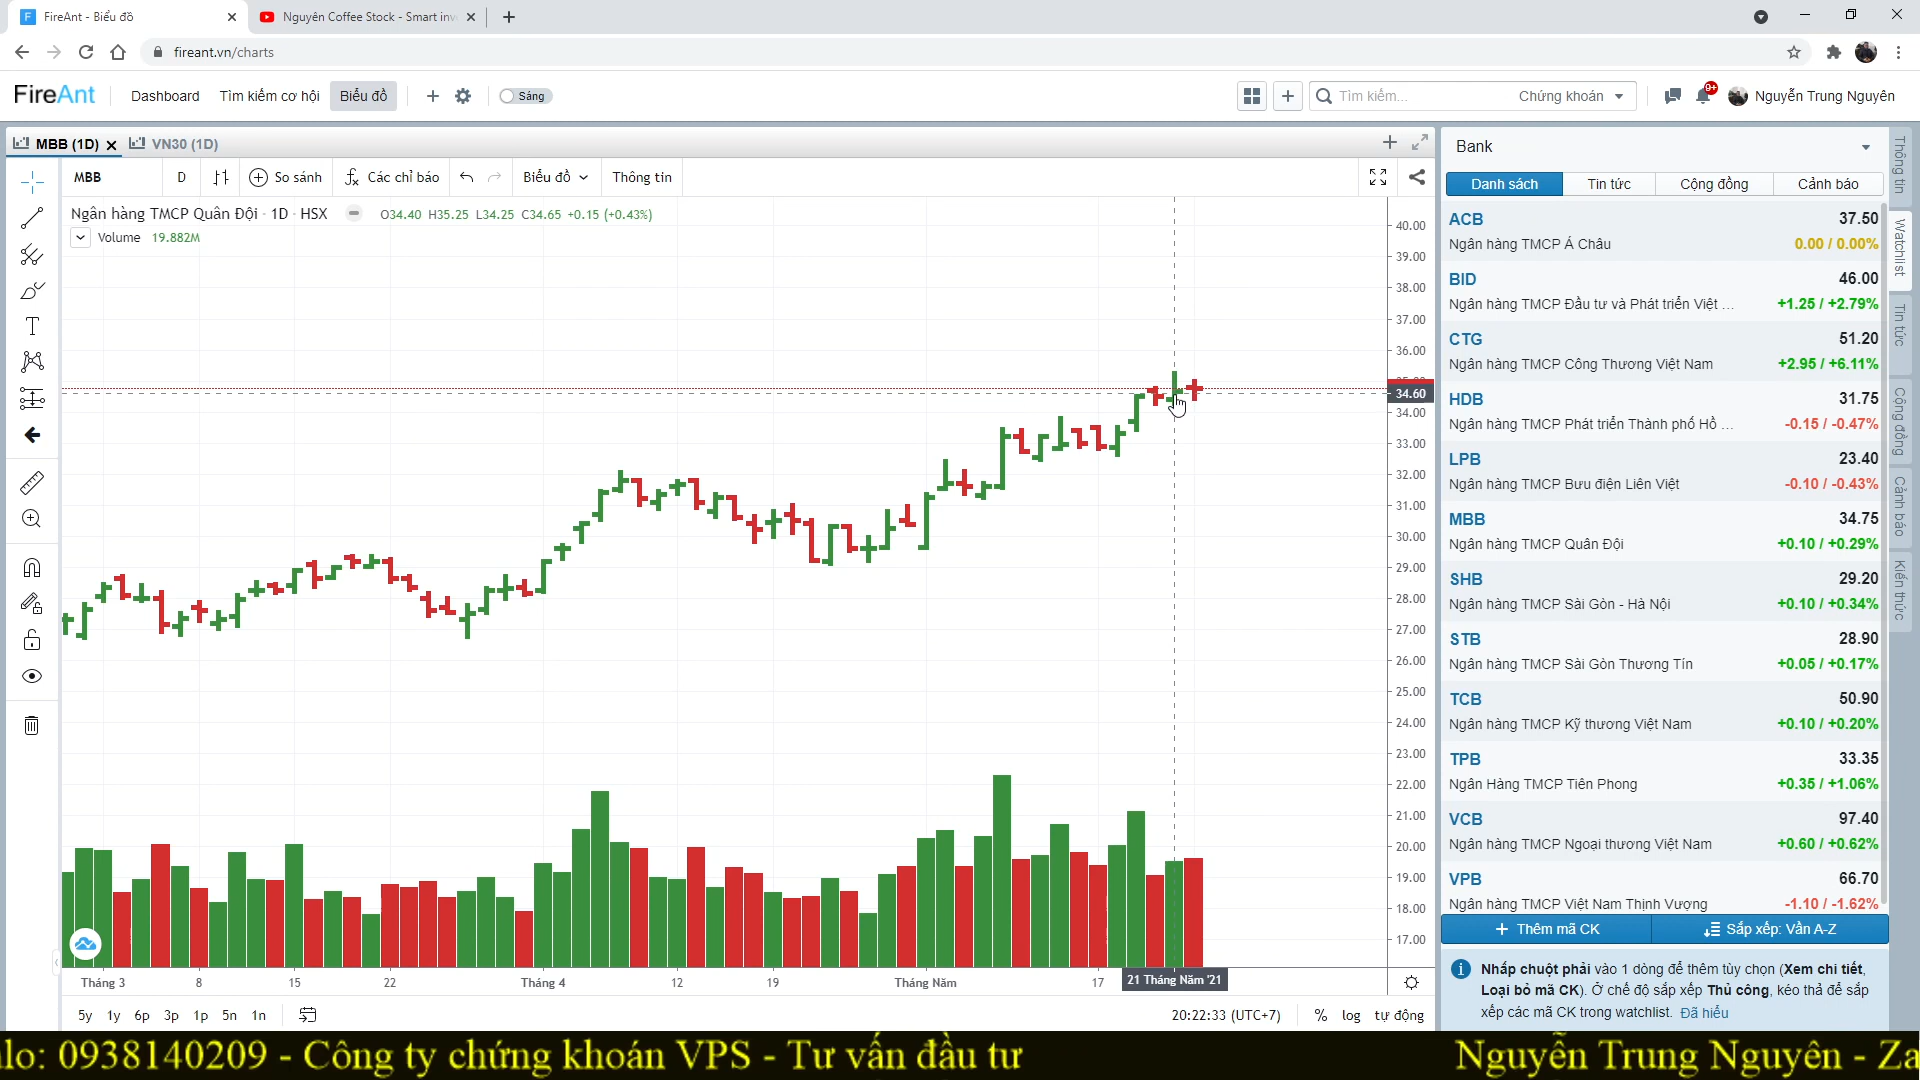 FireAnt - Biểu đồ
Nguyên Coffee Stock - Smart inv
fireant.vn/charts
FireAnt
Dashboard
Tìm kiếm cơ hội
Biểu đồ
Sáng
Tìm kiếm...
Chứng khoán
9+
Nguyễn Trung Nguyên
MBB (1D)
VN30 (1D)
MBB
D
So sánh
Các chỉ báo
Biểu đồ
Thông tin
Ngân hàng TMCP Quân Đội · 1D · HSX
O34.40 H35.25 L34.25 C34.65 +0.15 (+0.43%)
Volume 19.882M
40.00
39.00
38.00
37.00
36.00
34.60
34.00
33.00
32.00
31.00
30.00
29.00
28.00
27.00
26.00
25.00
24.00
23.00
22.00
21.00
20.00
19.00
18.00
17.00
Tháng 3
8
15
22
Tháng 4
12
19
Tháng Năm
17
21 Tháng Năm '21
5y 1y 6p 3p 1p 5n 1n
20:22:33 (UTC+7)
% log tự động
Bank
Danh sách
Tin tức
Cộng đồng
Cảnh báo
ACB 37.50
Ngân hàng TMCP Á Châu 0.00 / 0.00%
BID 46.00
Ngân hàng TMCP Đầu tư và Phát triển Việt ... +1.25 / +2.79%
CTG 51.20
Ngân hàng TMCP Công Thương Việt Nam +2.95 / +6.11%
HDB 31.75
Ngân hàng TMCP Phát triển Thành phố Hồ ... -0.15 / -0.47%
LPB 23.40
Ngân hàng TMCP Bưu điện Liên Việt -0.10 / -0.43%
MBB 34.75
Ngân hàng TMCP Quân Đội +0.10 / +0.29%
SHB 29.20
Ngân hàng TMCP Sài Gòn - Hà Nội +0.10 / +0.34%
STB 28.90
Ngân hàng TMCP Sài Gòn Thương Tín +0.05 / +0.17%
TCB 50.90
Ngân hàng TMCP Kỹ thương Việt Nam +0.10 / +0.20%
TPB 33.35
Ngân Hàng TMCP Tiên Phong +0.35 / +1.06%
VCB 97.40
Ngân hàng TMCP Ngoại thương Việt Nam +0.60 / +0.62%
VPB 66.70
Ngân hàng TMCP Việt Nam Thịnh Vượng -1.10 / -1.62%
Thêm mã CK
Sắp xếp: Vần A-Z
Nhấp chuột phải vào 1 dòng để thêm tùy chọn (Xem chi tiết,
Loại bỏ mã CK). Ở chế độ sắp xếp Thủ công, kéo thả để sắp
xếp các mã CK trong watchlist. Đã hiểu
Thông tin
Watchlist
Tin tức
Cộng đồng
Cảnh báo
Kiến thức
lo: 0938140209 - Công ty chứng khoán VPS - Tư vấn đầu tư
Nguyễn Trung Nguyên - Za